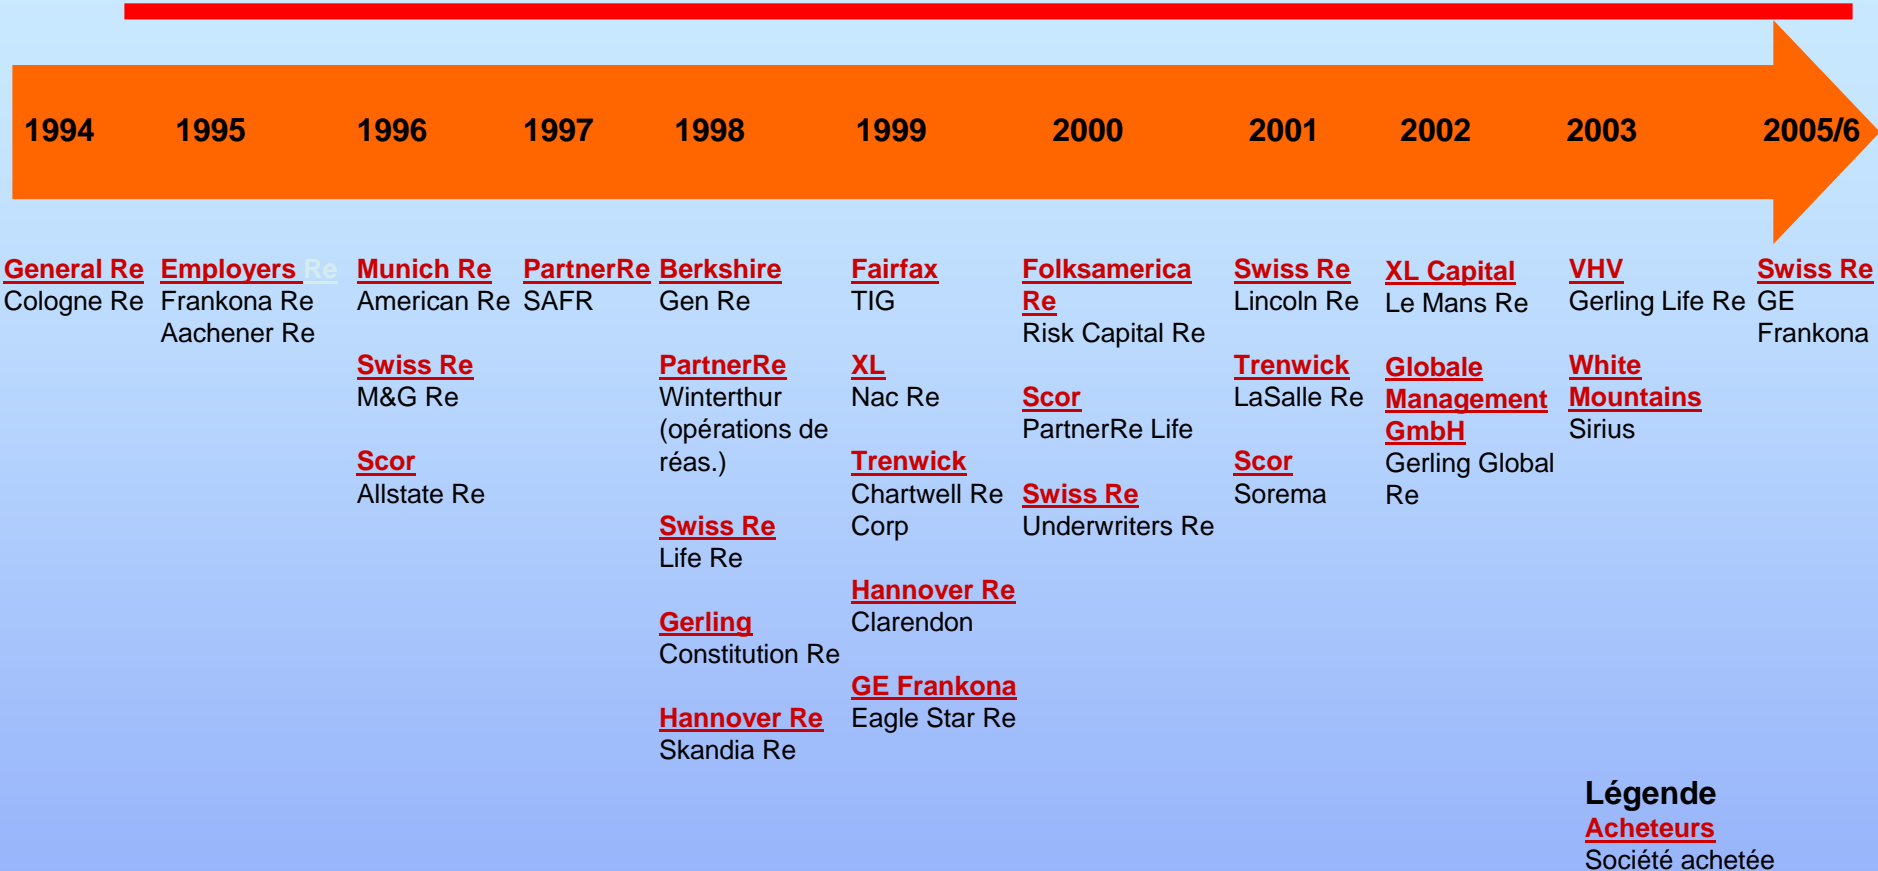 1994 1995 1996 1997 1998 1999 2000 2001 2002 2003 2005/6
General Re
Cologne Re
Employers Re
Frankona Re
Aachener Re
Munich Re
American Re
Swiss Re
M&G Re
Scor
Allstate Re
PartnerRe
SAFR
Berkshire
Gen Re
PartnerRe
Winterthur
(opérations de
réas.)
Swiss Re
Life Re
Gerling
Constitution Re
Hannover Re
Skandia Re
Fairfax
TIG
XL
Nac Re
Trenwick
Chartwell Re
Corp
Hannover Re
Clarendon
GE Frankona
Eagle Star Re
Folksamerica
Re
Risk Capital Re
Scor
PartnerRe Life
Swiss Re
Underwriters Re
Swiss Re
Lincoln Re
Trenwick
LaSalle Re
Scor
Sorema
XL Capital
Le Mans Re
Globale
Management
GmbH
Gerling Global
Re
VHV
Gerling Life Re
White
Mountains
Sirius
Swiss Re
GE
Frankona
Légende
Acheteurs
Société achetée